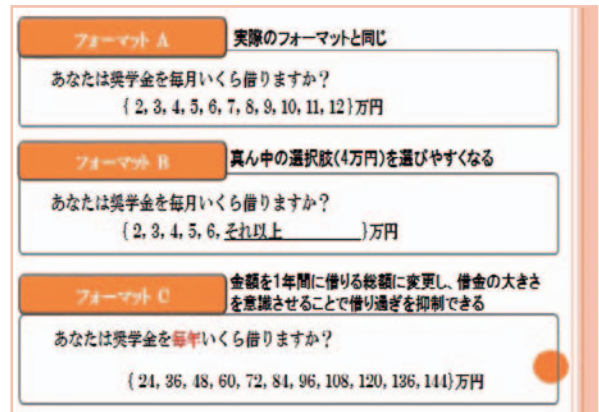 フォーマット A
実際のフォーマットと同じ
あなたは奨学金を毎月いくら借りますか？
{ 2, 3, 4, 5, 6, 7, 8, 9, 10, 11, 12}万円
フォーマット B
真ん中の選択肢(4万円)を選びやすくなる
あなたは奨学金を毎月いくら借りますか？
{ 2, 3, 4, 5, 6, それ以上 }万円
フォーマット C
金額を1年間に借りる総額に変更し、借金の大きさ
を意識させることで借り過ぎを抑制できる
あなたは奨学金を毎年いくら借りますか？
{ 24, 36, 48, 60, 72, 84, 96, 108, 120, 136, 144}万円